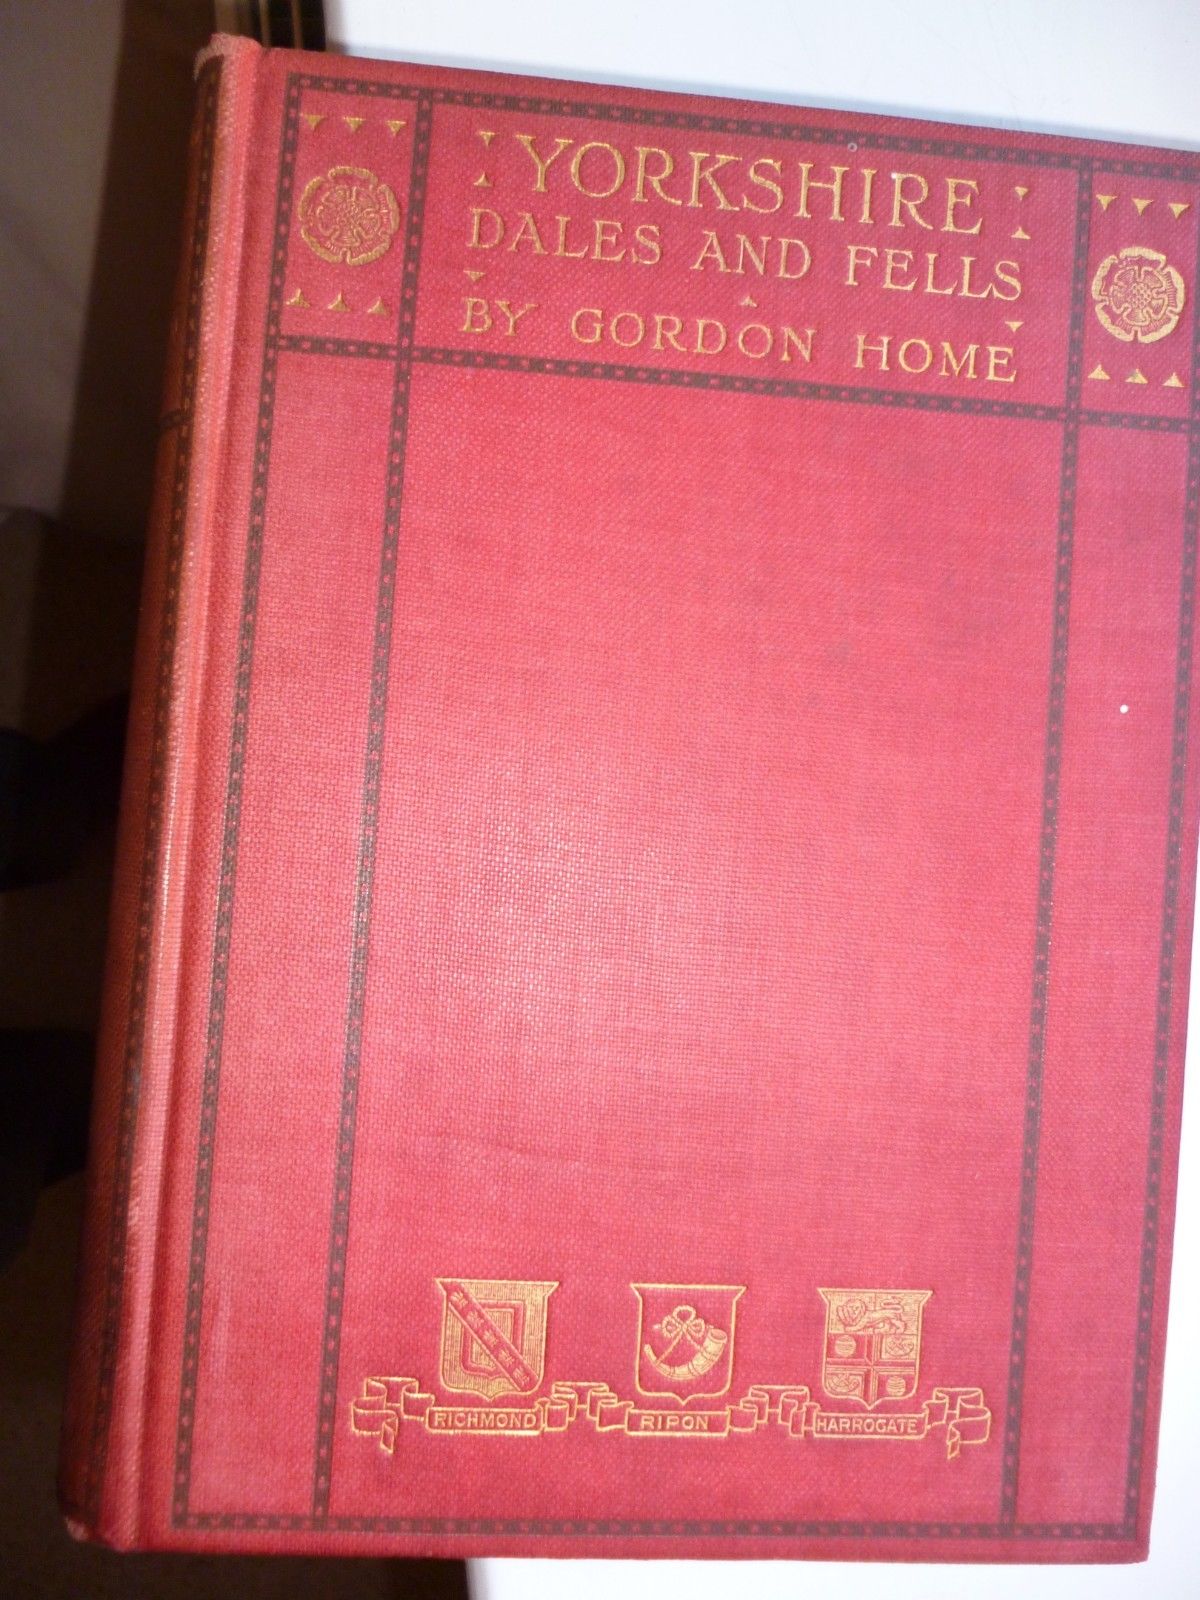 YORKSHIRE
DALES AND FELLS
BY GORDON HOME
RICHMOND RIPON HARROGATE